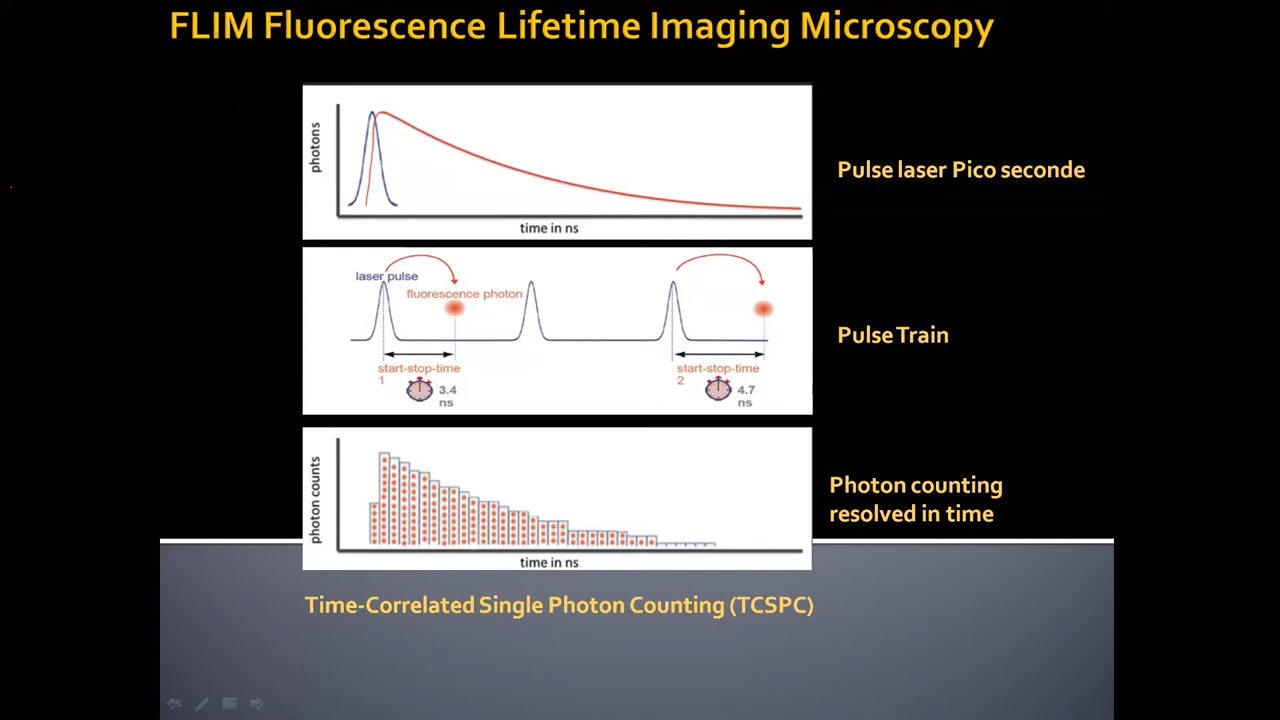 FLIM Fluorescence Lifetime Imaging Microscopy
photons
time in ns
Pulse laser Pico seconde
laser pulse
fluorescence photon
start-stop-time
1
3.4
ns
start-stop-time
2
4.7
ns
Pulse Train
photon counts
time in ns
Photon counting
resolved in time
Time-Correlated Single Photon Counting (TCSPC)